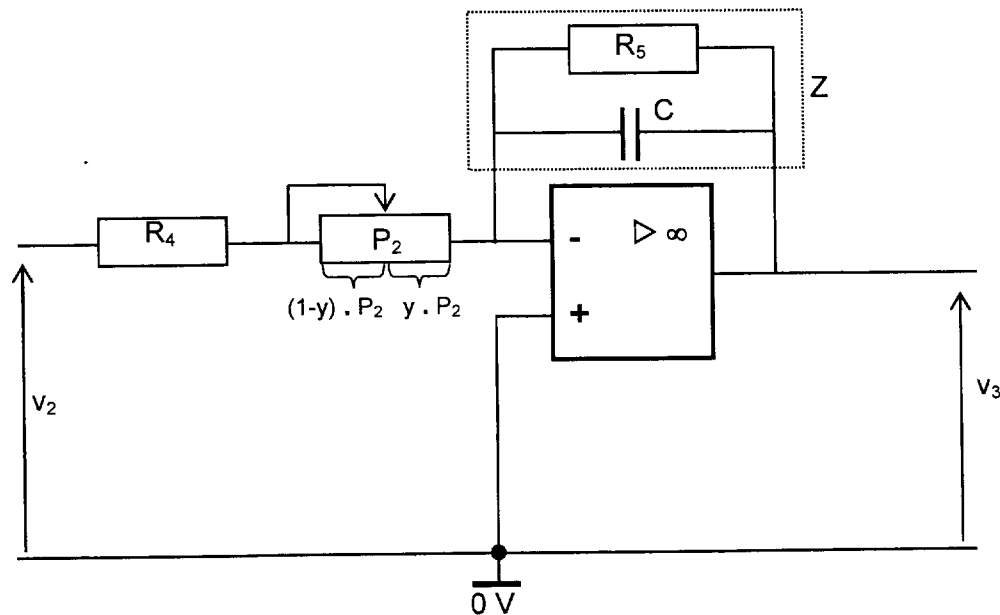 R5
Z
C
R4
P2
▷ ∞
-
(1-y) . P2 y . P2
+
v2
v3
0 V